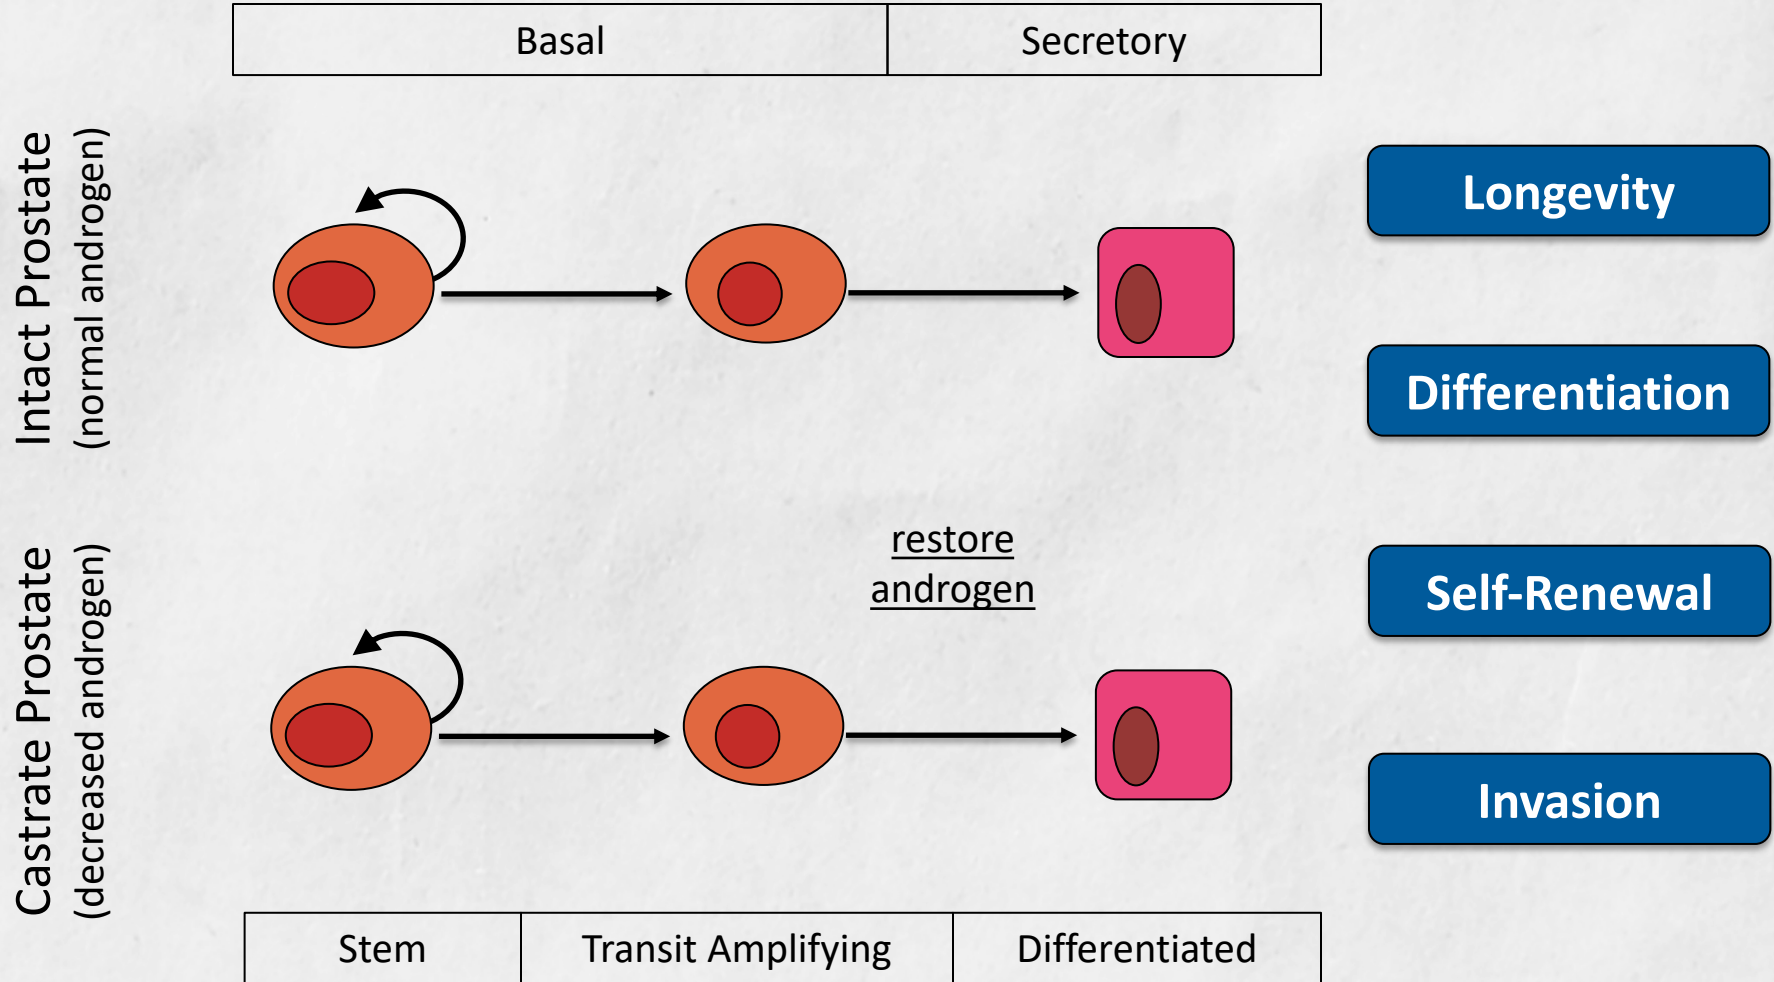 Basal
Secretory
Intact Prostate
(normal androgen)
Longevity
Differentiation
Castrate Prostate
(decreased androgen)
restore
androgen
Self-Renewal
Invasion
Stem
Transit Amplifying
Differentiated